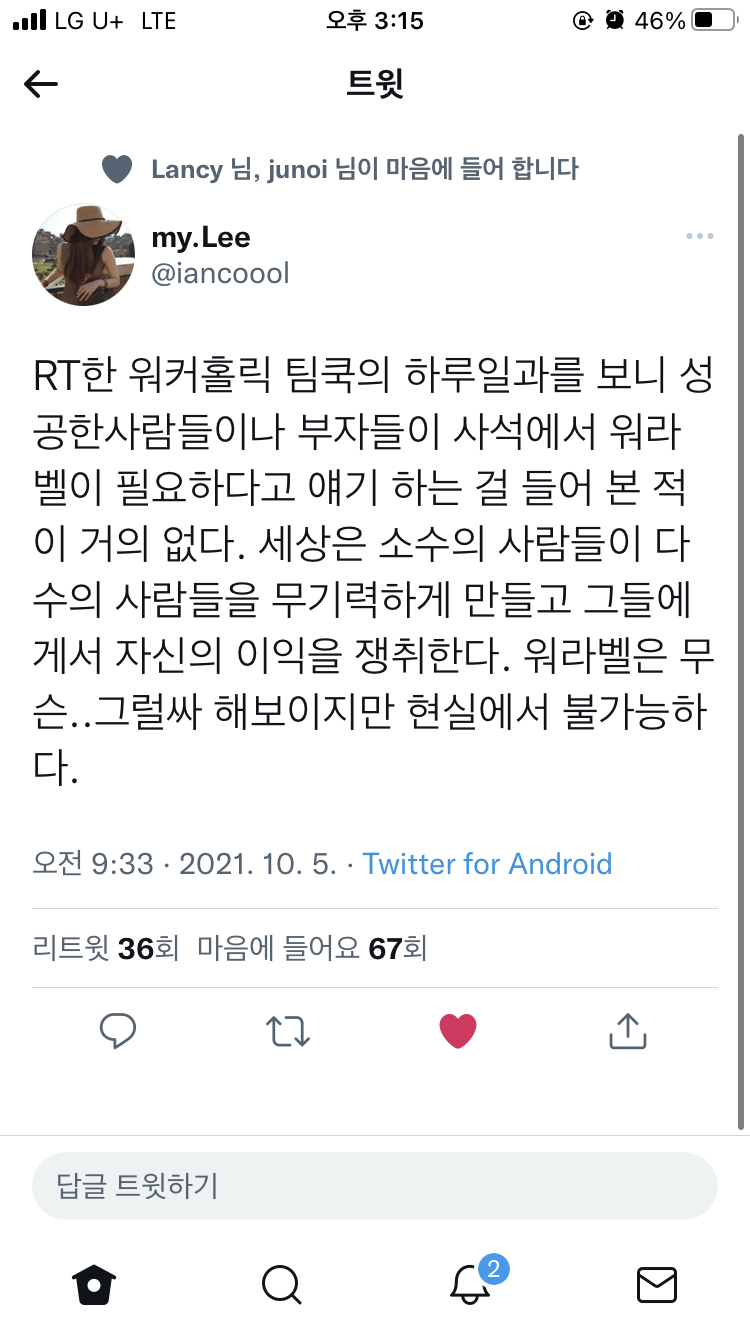 LG U+ LTE 오후 3:15 46%
트윗
Lancy 님, junoi 님이 마음에 들어 합니다
my.Lee
@iancoool
RT한 워커홀릭 팀쿡의 하루일과를 보니 성
공한사람들이나 부자들이 사석에서 워라
벨이 필요하다고 얘기 하는 걸 들어 본 적
이 거의 없다. 세상은 소수의 사람들이 다
수의 사람들을 무기력하게 만들고 그들에
게서 자신의 이익을 쟁취한다. 워라벨은 무
슨..그럴싸 해보이지만 현실에서 불가능하
다.
오전 9:33 · 2021. 10. 5. · Twitter for Android
리트윗 36회 마음에 들어요 67회
답글 트윗하기
2